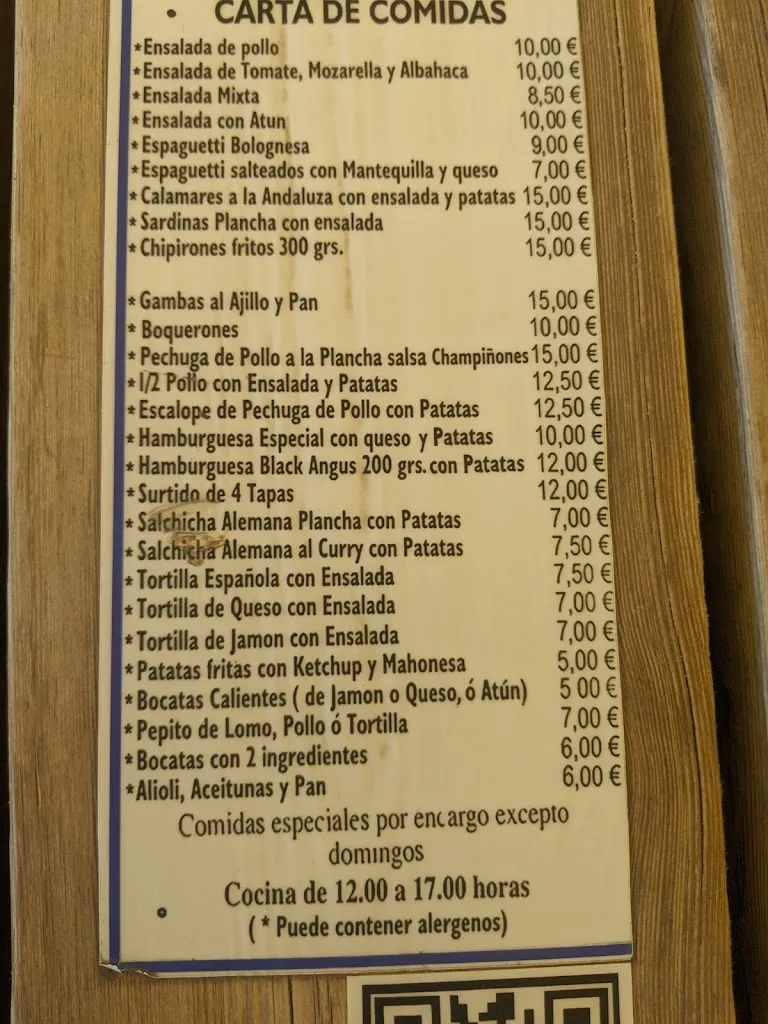 • CARTA DE COMIDAS
*Ensalada de pollo 10,00 €
*Ensalada de Tomate, Mozarella y Albahaca 10,00 €
*Ensalada Mixta 8,50 €
*Ensalada con Atun 10,00 €
*Espaguetti Bolognesa 9,00 €
*Espaguetti salteados con Mantequilla y queso 7,00 €
*Calamares a la Andaluza con ensalada y patatas 15,00 €
*Sardinas Plancha con ensalada 15,00 €
*Chipirones fritos 300 grs. 15,00 €
*Gambas al Ajillo y Pan 15,00 €
*Boquerones 10,00 €
*Pechuga de Pollo a la Plancha salsa Champiñones 15,00 €
*1/2 Pollo con Ensalada y Patatas 12,50 €
*Escalope de Pechuga de Pollo con Patatas 12,50 €
*Hamburguesa Especial con queso y Patatas 10,00 €
*Hamburguesa Black Angus 200 grs. con Patatas 12,00 €
*Surtido de 4 Tapas 12,00 €
*Salchicha Alemana Plancha con Patatas 7,00 €
*Salchicha Alemana al Curry con Patatas 7,50 €
*Tortilla Española con Ensalada 7,50 €
*Tortilla de Queso con Ensalada 7,00 €
*Tortilla de Jamon con Ensalada 7,00 €
*Patatas fritas con Ketchup y Mahonesa 5,00 €
*Bocatas Calientes ( de Jamon o Queso, ó Atún) 5 00 €
*Pepito de Lomo, Pollo ó Tortilla 7,00 €
*Bocatas con 2 ingredientes 6,00 €
*Alioli, Aceitunas y Pan 6,00 €
Comidas especiales por encargo excepto
domingos
Cocina de 12.00 a 17.00 horas
( * Puede contener alergenos)